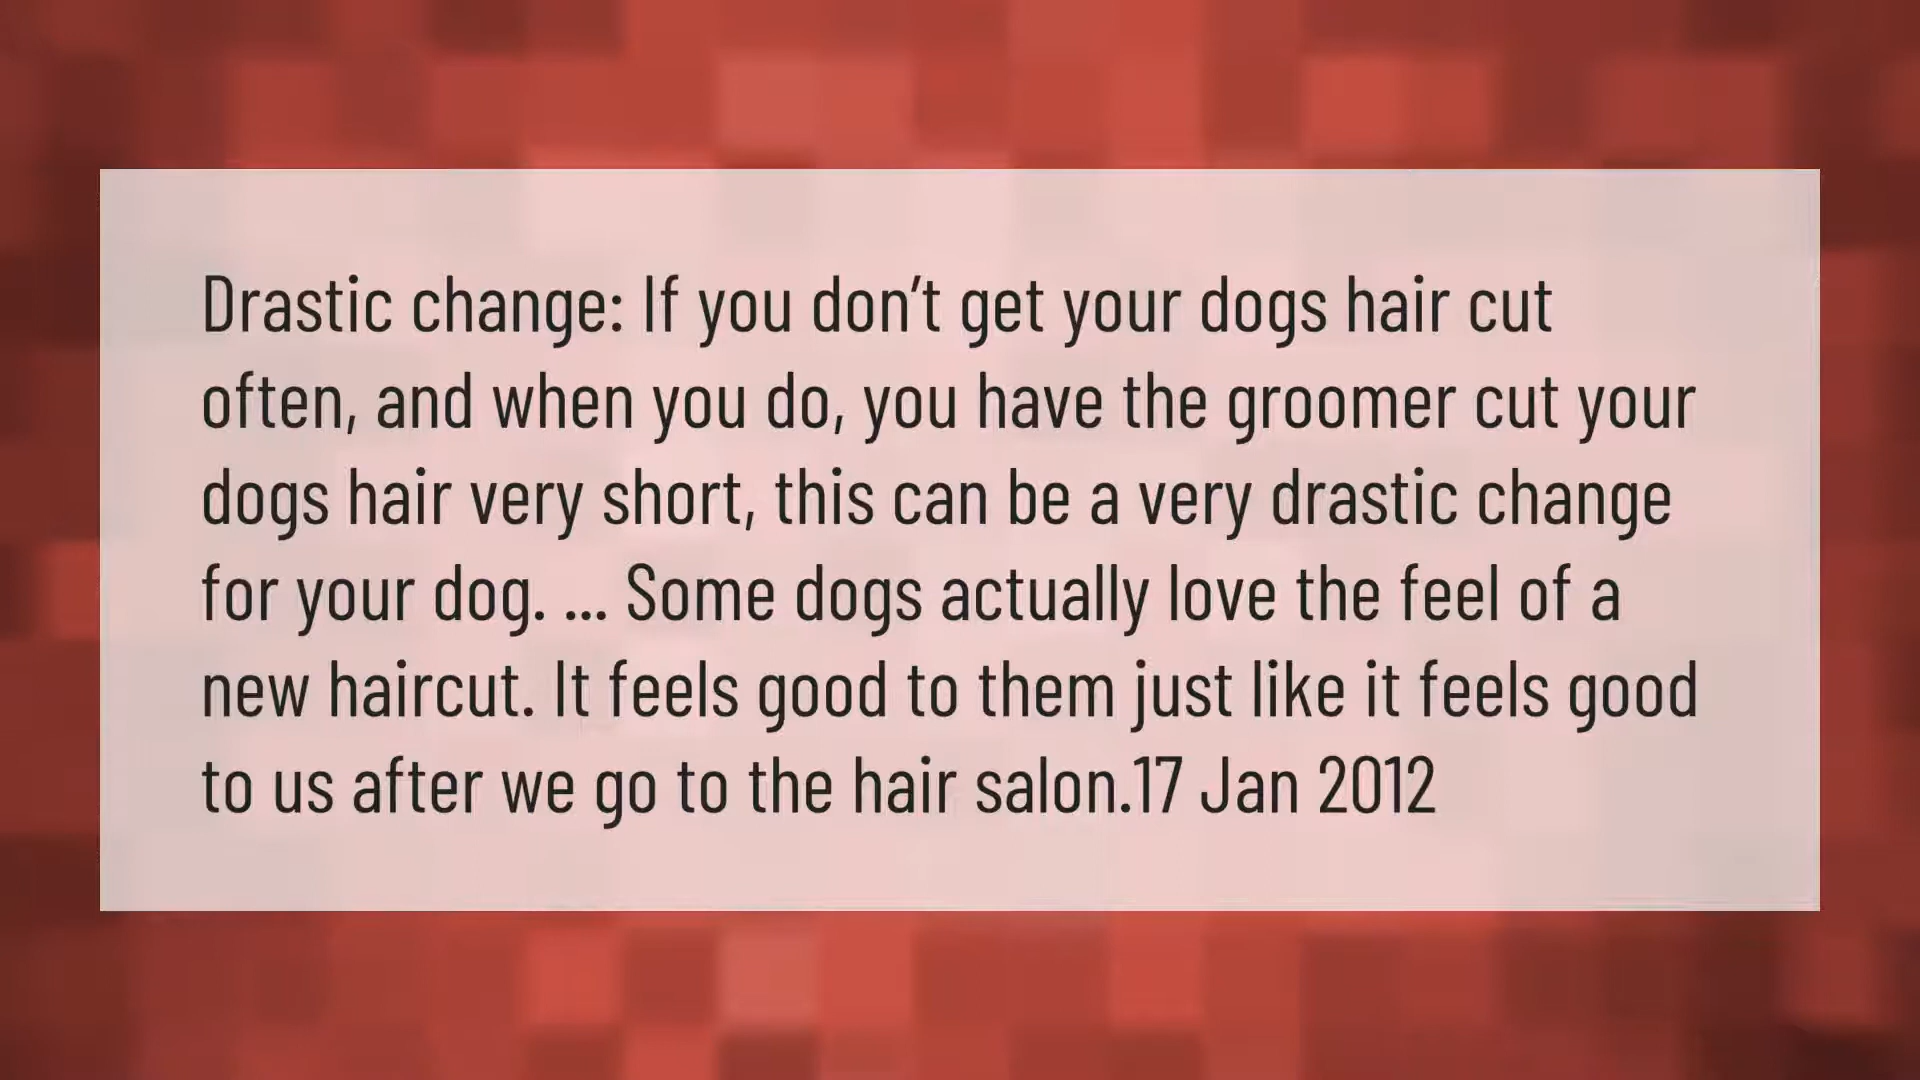 Drastic change: If you don’t get your dogs hair cut
often, and when you do, you have the groomer cut your
dogs hair very short, this can be a very drastic change
for your dog. ... Some dogs actually love the feel of a
new haircut. It feels good to them just like it feels good
to us after we go to the hair salon.17 Jan 2012